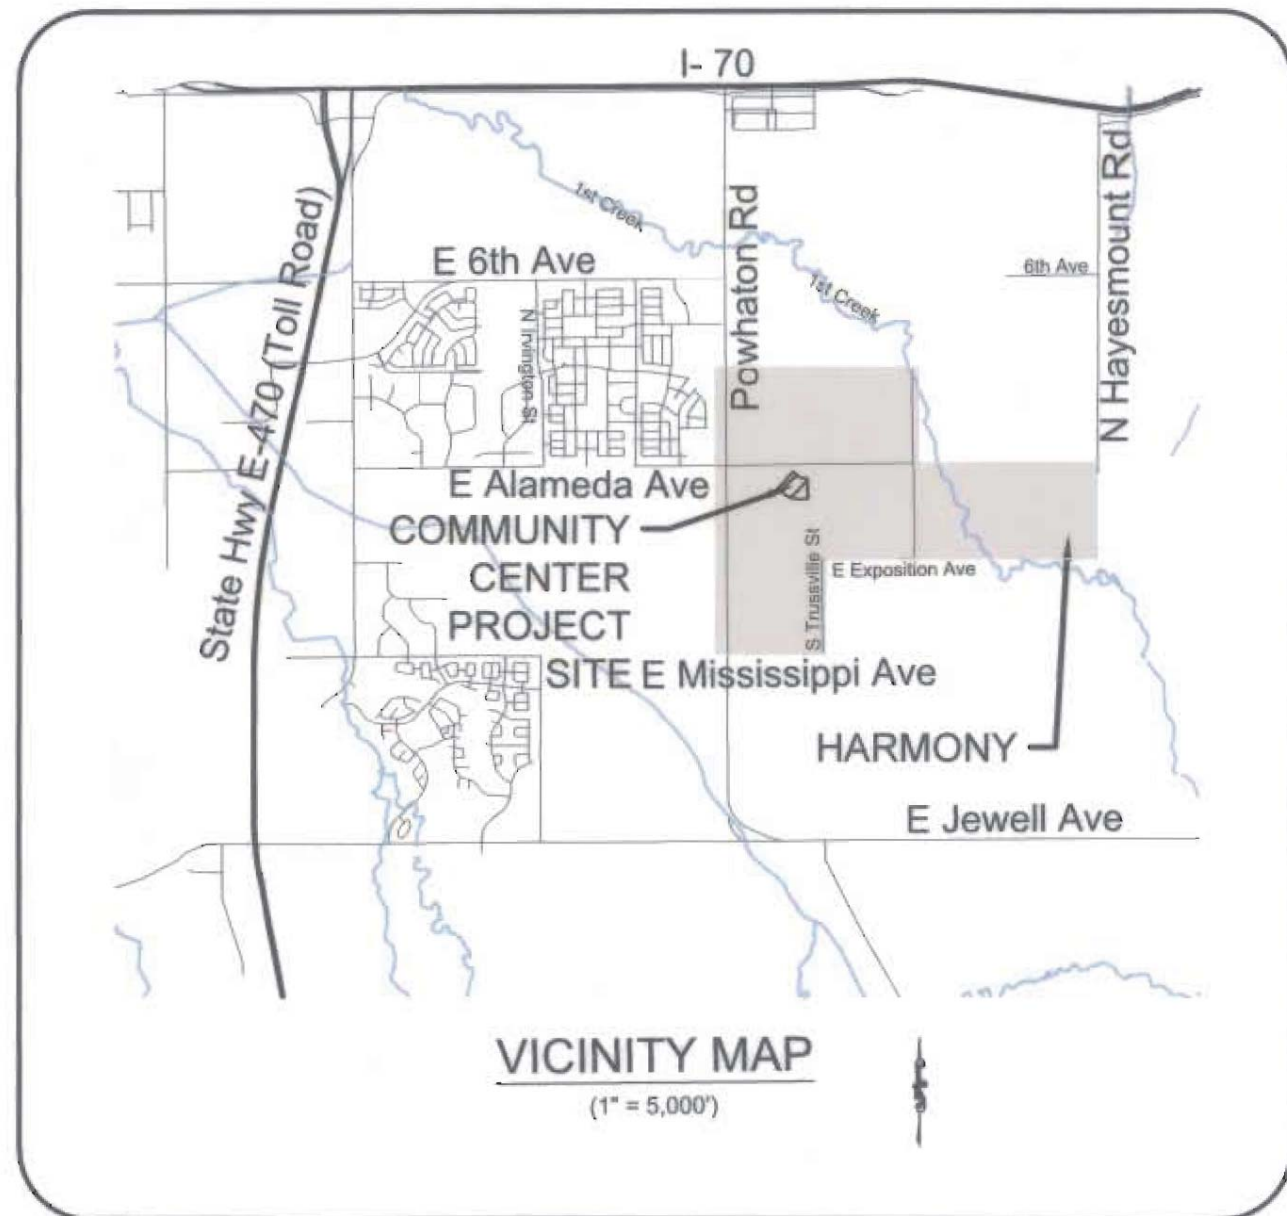 I- 70
State Hwy E-470 (Toll Road)
1st Creek
Powhaton Rd
N Hayesmount Rd
E 6th Ave
6th Ave
1st Creek
N Irvington St
E Alameda Ave
COMMUNITY
CENTER
PROJECT
SITE
S Trussville St
E Exposition Ave
E Mississippi Ave
HARMONY
E Jewell Ave
VICINITY MAP
(1" = 5,000')